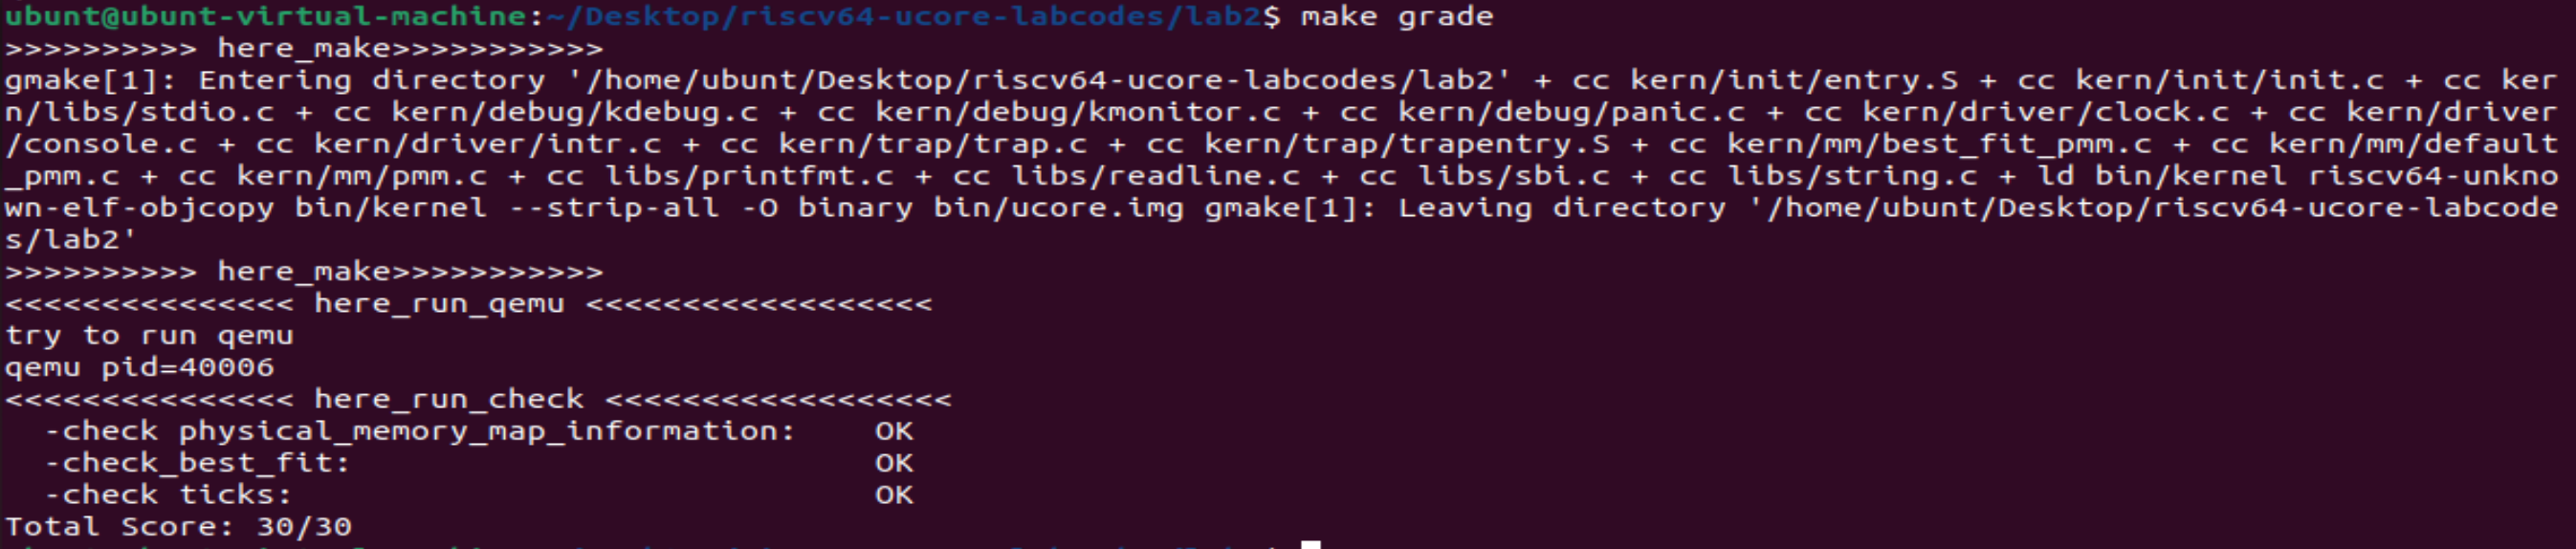 ubunt@ubunt-virtual-machine:~/Desktop/riscv64-ucore-labcodes/lab2$ make grade
>>>>>>>>>> here_make>>>>>>>>>>>
gmake[1]: Entering directory '/home/ubunt/Desktop/riscv64-ucore-labcodes/lab2' + cc kern/init/entry.S + cc kern/init/init.c + cc ker
n/libs/stdio.c + cc kern/debug/kdebug.c + cc kern/debug/kmonitor.c + cc kern/debug/panic.c + cc kern/driver/clock.c + cc kern/driver
/console.c + cc kern/driver/intr.c + cc kern/trap/trap.c + cc kern/trap/trapentry.S + cc kern/mm/best_fit_pmm.c + cc kern/mm/default
_pmm.c + cc kern/mm/pmm.c + cc libs/printfmt.c + cc libs/readline.c + cc libs/sbi.c + cc libs/string.c + ld bin/kernel riscv64-unkno
wn-elf-objcopy bin/kernel --strip-all -O binary bin/ucore.img gmake[1]: Leaving directory '/home/ubunt/Desktop/riscv64-ucore-labcode
s/lab2'
>>>>>>>>>> here_make>>>>>>>>>>>
<<<<<<<<<<<<<<< here_run_qemu <<<<<<<<<<<<<<<<<<
try to run qemu
qemu pid=40006
<<<<<<<<<<<<<<< here_run_check <<<<<<<<<<<<<<<<<<
  -check physical_memory_map_information:    OK
  -check_best_fit:                           OK
  -check ticks:                              OK
Total Score: 30/30